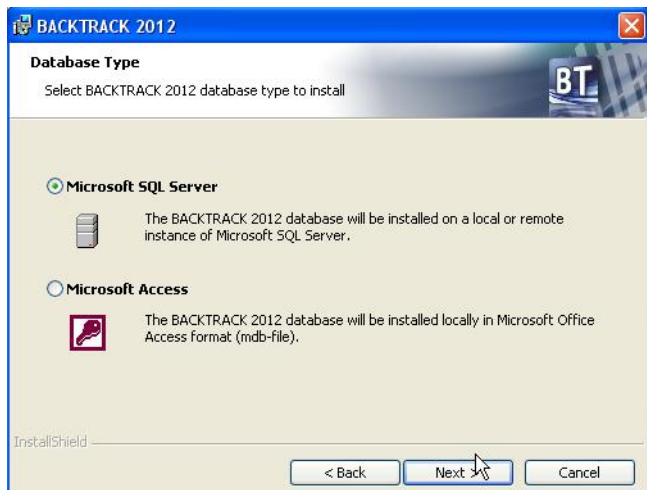 BACKTRACK 2012
Database Type
Select BACKTRACK 2012 database type to install
BT
Microsoft SQL Server
The BACKTRACK 2012 database will be installed on a local or remote
instance of Microsoft SQL Server.
Microsoft Access
The BACKTRACK 2012 database will be installed locally in Microsoft Office
Access format (mdb-file).
InstallShield
< Back Next > Cancel